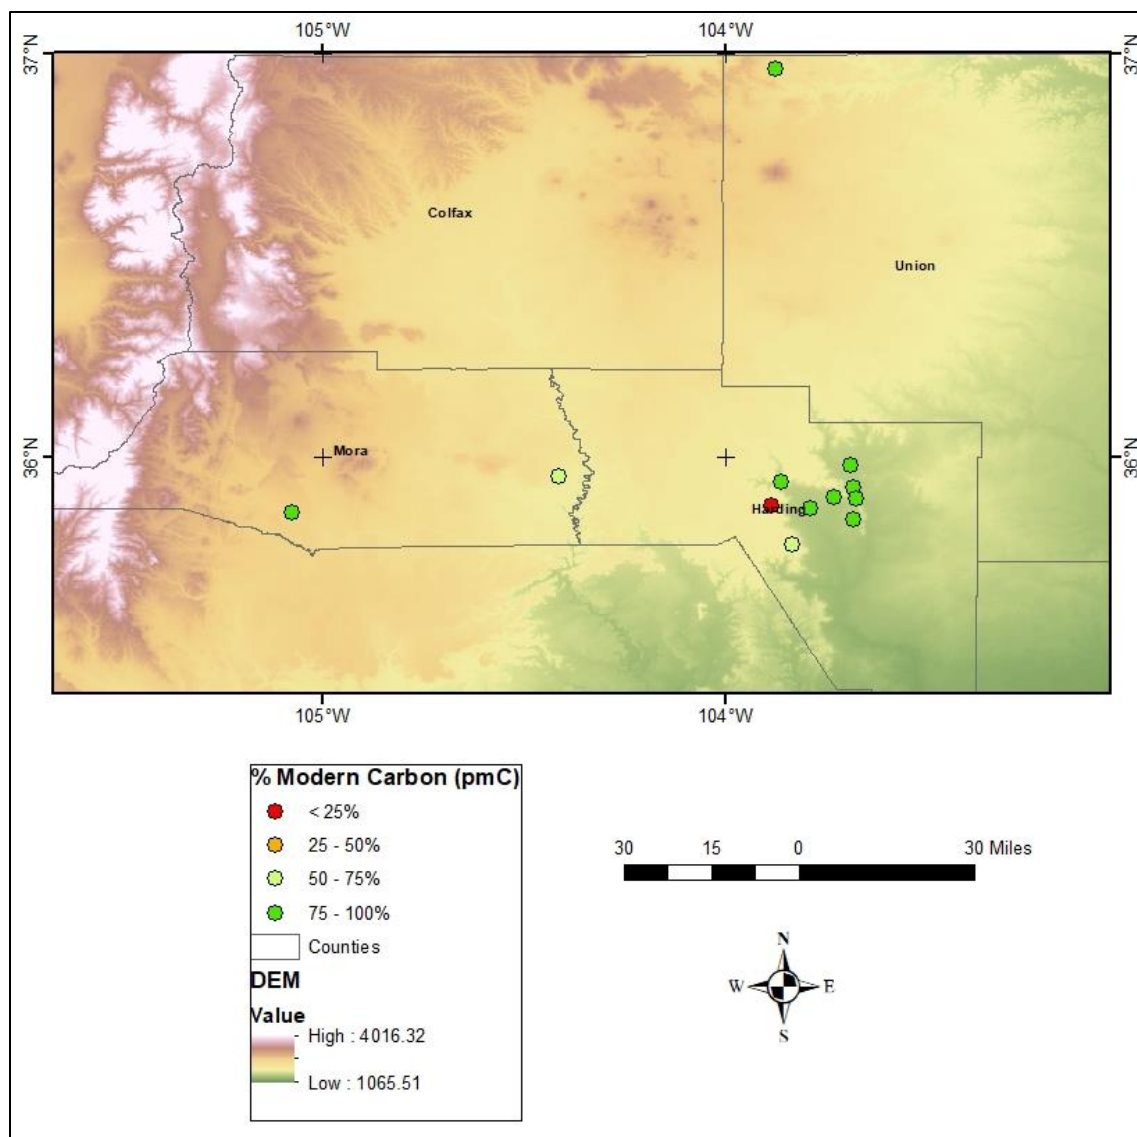 105°W 104°W
37°N 37°N
Colfax
Union
36°N Mora 36°N
Harding
105°W 104°W
% Modern Carbon (pmC)
< 25%
25 - 50%
50 - 75%
75 - 100%
Counties
DEM
Value
High : 4016.32
Low : 1065.51
30 15 0 30 Miles
N
W E
S